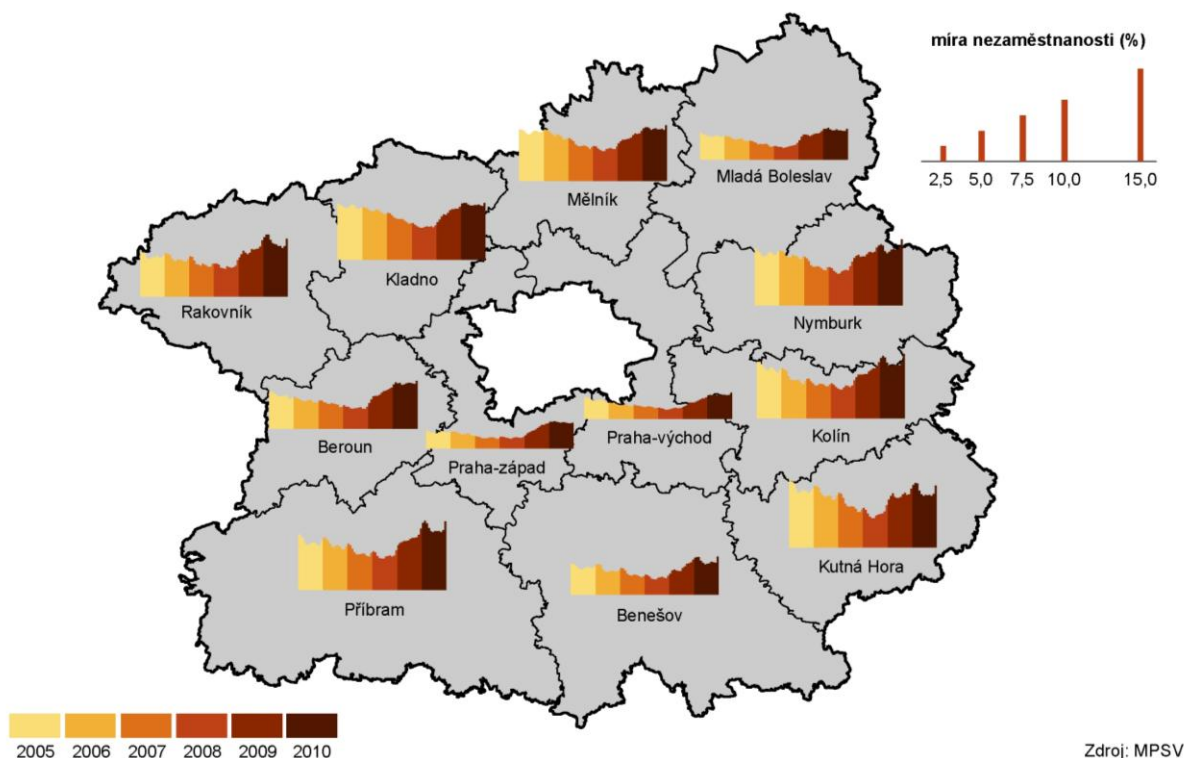 míra nezaměstnanosti (%)
2,5 5,0 7,5 10,0 15,0
Mělník
Mladá Boleslav
Kladno
Rakovník
Nymburk
Beroun
Praha-západ
Praha-východ
Kolín
Kutná Hora
Příbram
Benešov
2005 2006 2007 2008 2009 2010
Zdroj: MPSV